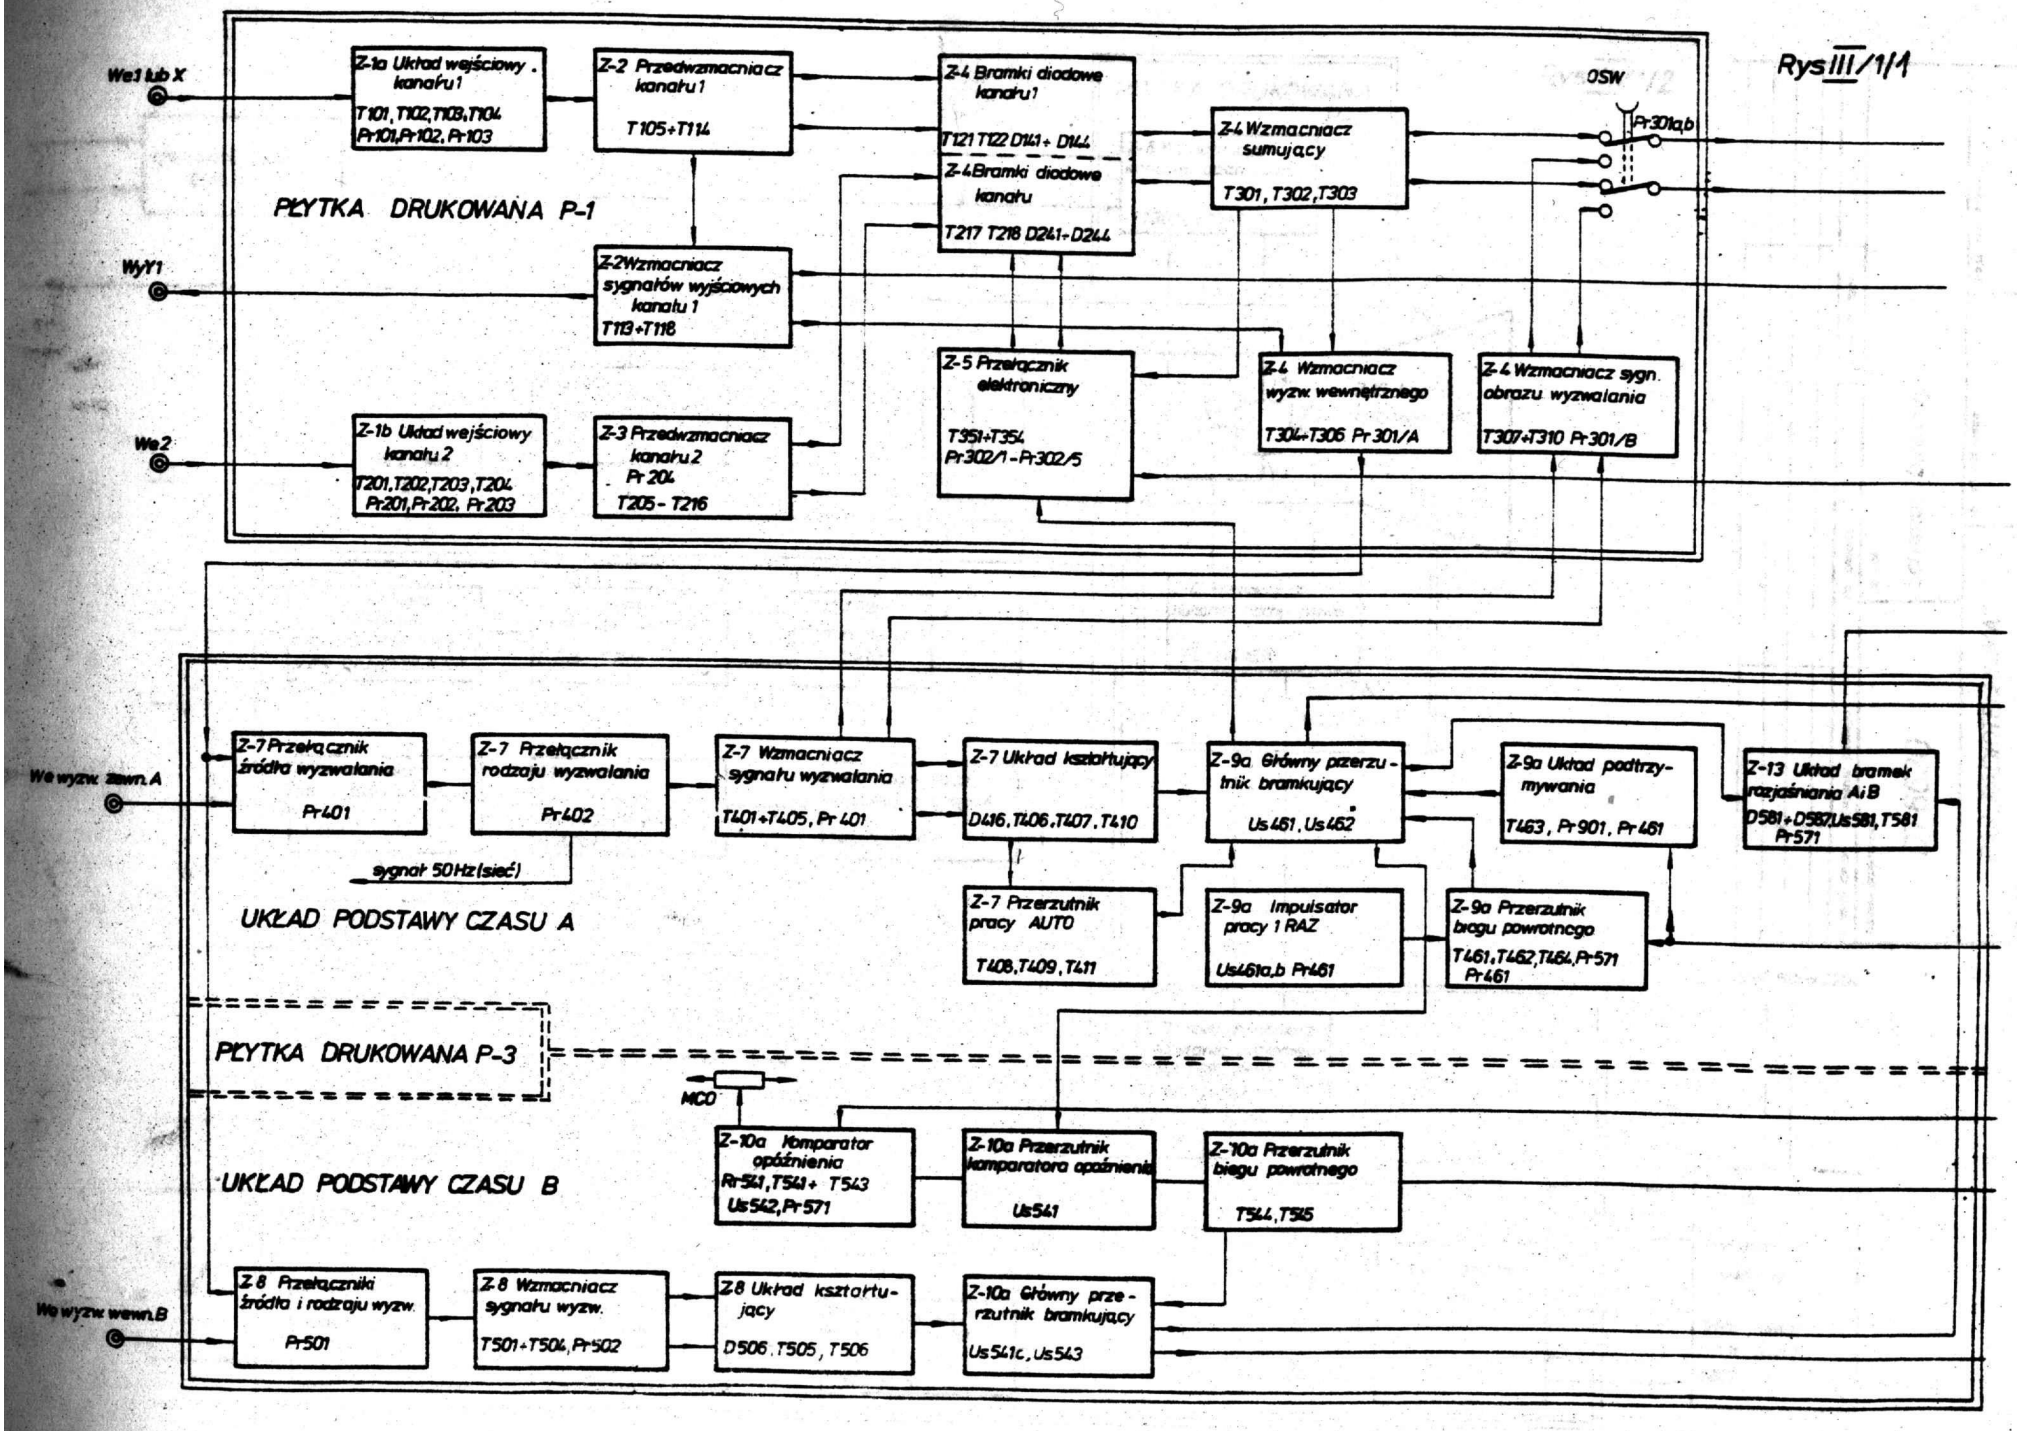 Rys III/1/1
We1 lub X
Z-1a Układ wejściowy
kanału 1
T101, T102, T103, T104
Pr101, Pr102, Pr103
Z-2 Przedwzmacniacz
kanału 1
T105÷T114
Z-4 Bramki diodowe
kanału 1
T121 T122 D141÷ D144
Z-4 Bramki diodowe
kanału
T217 T218 D241÷D244
Z-4 Wzmacniacz
sumujący
T301, T302, T303
OSW
Pr301a,b
PŁYTKA DRUKOWANA P-1
WyY1
Z-2 Wzmacniacz
sygnałów wyjściowych
kanału 1
T113÷T118
Z-5 Przełącznik
elektroniczny
T351÷T354
Pr302/1-Pr302/5
Z-4 Wzmacniacz
wyzw. wewnętrznego
T304÷T306 Pr301/A
Z-4 Wzmacniacz sygn.
obrazu wyzwalania
T307÷T310 Pr301/B
We2
Z-1b Układ wejściowy
kanału 2
T201, T202, T203, T204
Pr201, Pr202, Pr203
Z-3 Przedwzmacniacz
kanału 2
Pr 204
T205- T216
We wyzw. zewn. A
Z-7 Przełącznik
źródła wyzwalania
Pr401
Z-7 Przełącznik
rodzaju wyzwalania
Pr402
sygnał 50Hz (sieć)
Z-7 Wzmacniacz
sygnału wyzwalania
T401÷T405, Pr 401
Z-7 Układ kształtujący
D416, T406, T407, T410
Z-9a Główny przerzu-
tnik bramkujący
Us461, Us462
Z-9a Układ podtrzy-
mywania
T463, Pr901, Pr461
Z-13 Układ bramek
rozjaśniania A i B
D581÷D587, Us581, T581
Pr571
UKŁAD PODSTAWY CZASU A
Z-7 Przerzutnik
pracy AUTO
T408, T409, T411
Z-9a Impulsator
pracy 1 RAZ
Us461a,b Pr461
Z-9a Przerzutnik
biegu powrotnego
T461, T462, T464, Pr571
Pr461
PŁYTKA DRUKOWANA P-3
MCO
Z-10a Komparator
opóźnienia
Rr541, T541÷ T543
Us542, Pr571
Z-10a Przerzutnik
komparatora opóźnienia
Us541
Z-10a Przerzutnik
biegu powrotnego
T544, T545
UKŁAD PODSTAWY CZASU B
We wyzw. wewn. B
Z 8 Przełączniki
źródła i rodzaju wyzw.
Pr501
Z-8 Wzmacniacz
sygnału wyzw.
T501÷T504, Pr502
Z8 Układ kształtu-
jący
D506, T505, T506
Z-10a Główny prze-
rzutnik bramkujący
Us541c, Us543